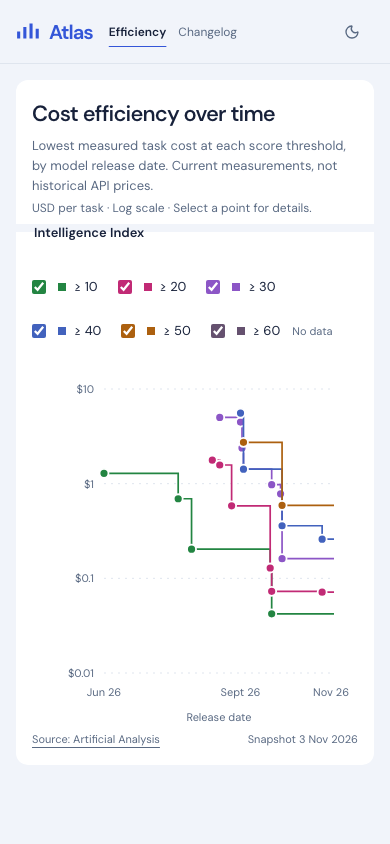 Atlas Efficiency Changelog
Cost efficiency over time
Lowest measured task cost at each score threshold,
by model release date. Current measurements, not
historical API prices.
USD per task · Log scale · Select a point for details.
Intelligence Index
≥ 10 ≥ 20 ≥ 30
≥ 40 ≥ 50 ≥ 60 No data
$10
$1
$0.1
$0.01
Jun 26 Sept 26 Nov 26
Release date
Source: Artificial Analysis Snapshot 3 Nov 2026